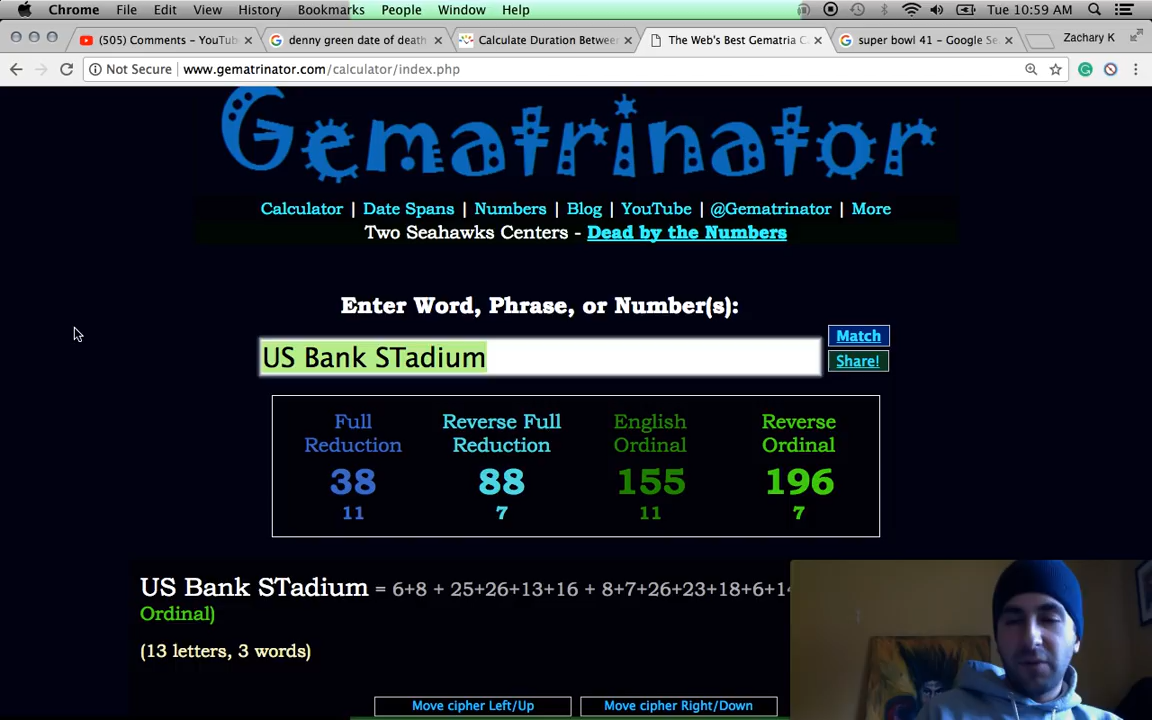 Chrome File Edit View History Bookmarks People Window Help Tue 10:59 AM
(505) Comments - YouTub
denny green date of death
Calculate Duration Betwee
The Web's Best Gematria C
super bowl 41 - Google Se
Zachary K
Not Secure www.gematrinator.com/calculator/index.php
Gematrinator
Calculator | Date Spans | Numbers | Blog | YouTube | @Gematrinator | More
Two Seahawks Centers - Dead by the Numbers
Enter Word, Phrase, or Number(s):
US Bank STadium
Match
Share!
Full Reduction
Reverse Full Reduction
English Ordinal
Reverse Ordinal
38 88 155 196
11 7 11 7
US Bank STadium = 6+8 + 25+26+13+16 + 8+7+26+23+18+6+14
Ordinal)
(13 letters, 3 words)
Move cipher Left/Up
Move cipher Right/Down